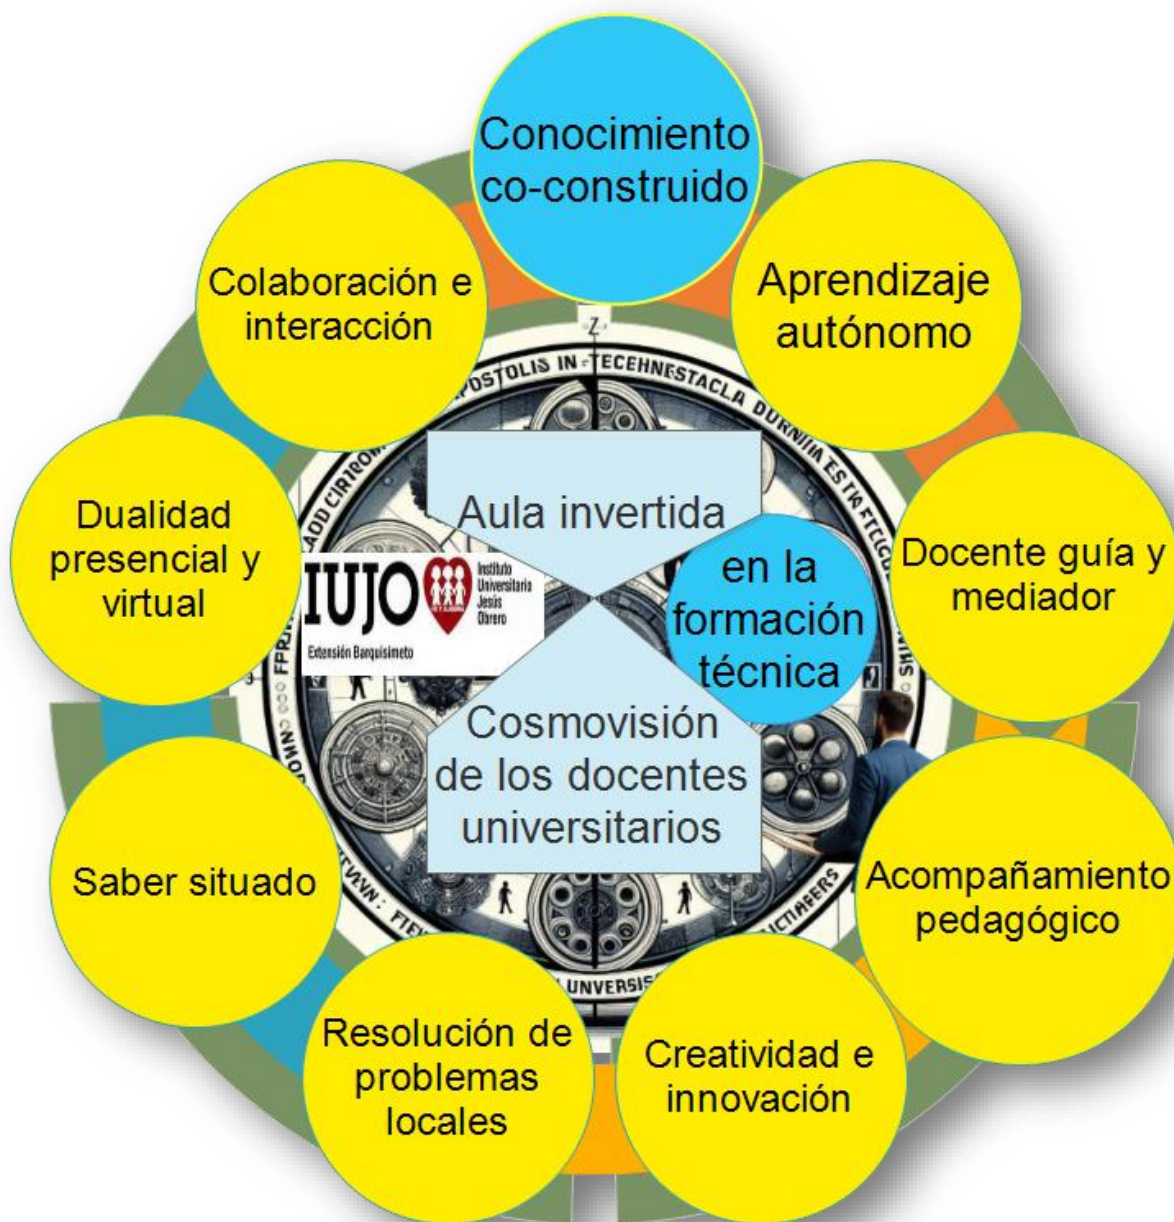 Conocimiento
co-construido
Aprendizaje
autónomo
Docente guía y
mediador
Acompañamiento
pedagógico
Creatividad e
innovación
Resolución de
problemas
locales
Saber situado
Dualidad
presencial y
virtual
Colaboración e
interacción
Aula invertida
en la
formación
técnica
Cosmovisión
de los docentes
universitarios
IUJO
Instituto
Universitario
Jesús
Obrero
Extensión Barquisimeto